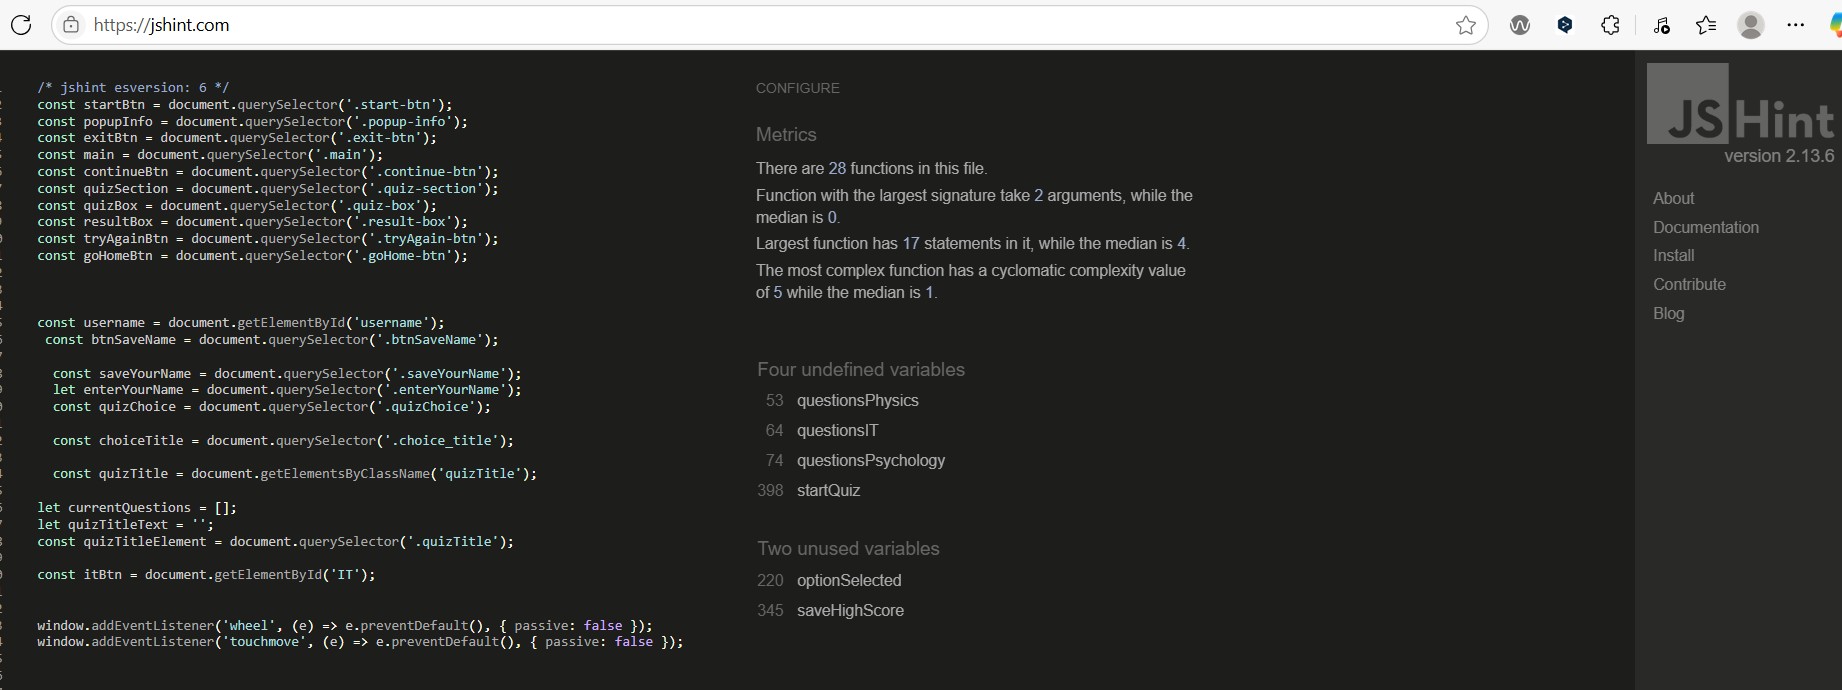 https://jshint.com
/* jshint esversion: 6 */
const startBtn = document.querySelector('.start-btn');
const popupInfo = document.querySelector('.popup-info');
const exitBtn = document.querySelector('.exit-btn');
const main = document.querySelector('.main');
const continueBtn = document.querySelector('.continue-btn');
const quizSection = document.querySelector('.quiz-section');
const quizBox = document.querySelector('.quiz-box');
const resultBox = document.querySelector('.result-box');
const tryAgainBtn = document.querySelector('.tryAgain-btn');
const goHomeBtn = document.querySelector('.goHome-btn');
const username = document.getElementById('username');
const btnSaveName = document.querySelector('.btnSaveName');
const saveYourName = document.querySelector('.saveYourName');
let enterYourName = document.querySelector('.enterYourName');
const quizChoice = document.querySelector('.quizChoice');
const choiceTitle = document.querySelector('.choice_title');
const quizTitle = document.getElementsByClassName('quizTitle');
let currentQuestions = [];
let quizTitleText = '';
const quizTitleElement = document.querySelector('.quizTitle');
const itBtn = document.getElementById('IT');
window.addEventListener('wheel', (e) => e.preventDefault(), { passive: false });
window.addEventListener('touchmove', (e) => e.preventDefault(), { passive: false });
CONFIGURE
Metrics
There are 28 functions in this file.
Function with the largest signature take 2 arguments, while the
median is 0.
Largest function has 17 statements in it, while the median is 4.
The most complex function has a cyclomatic complexity value
of 5 while the median is 1.
Four undefined variables
53 questionsPhysics
64 questionsIT
74 questionsPsychology
398 startQuiz
Two unused variables
220 optionSelected
345 saveHighScore
JSHint
version 2.13.6
About
Documentation
Install
Contribute
Blog